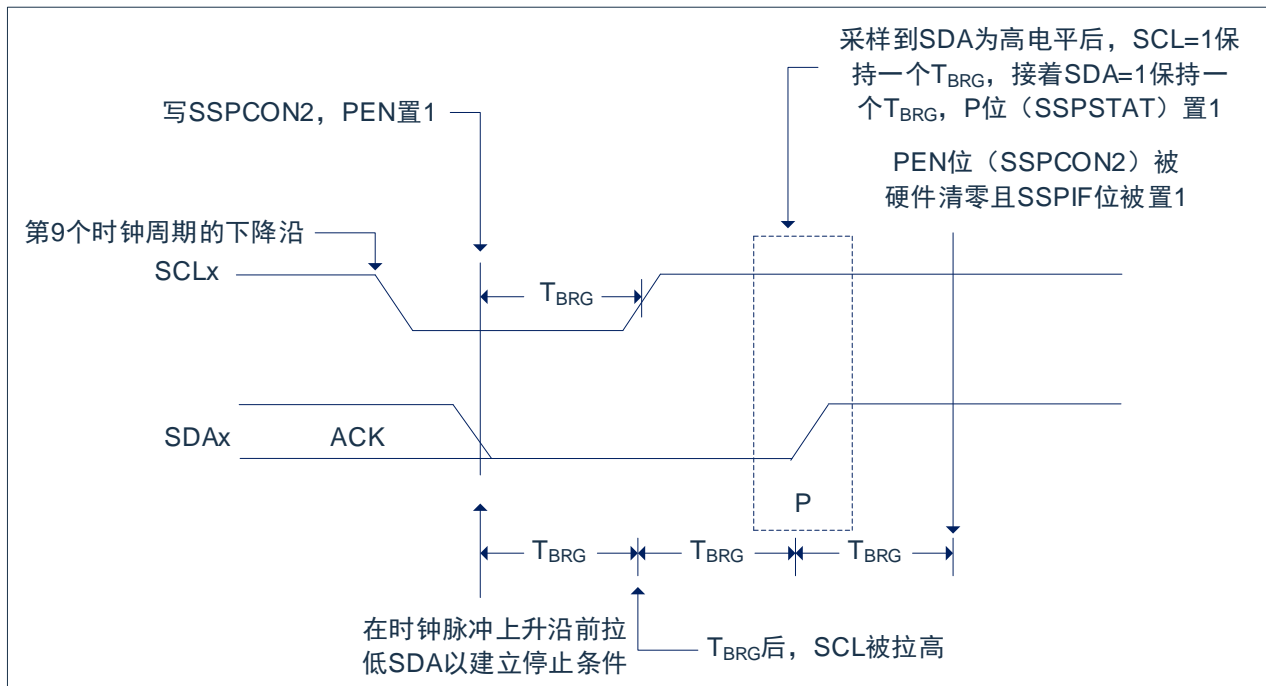 采样到SDA为高电平后，SCL=1保
持一个TBRG，接着SDA=1保持一
个TBRG，P位（SSPSTAT）置1
写SSPCON2，PEN置1
PEN位（SSPCON2）被
硬件清零且SSPIF位被置1
第9个时钟周期的下降沿
SCLx
TBRG
SDAx
ACK
P
TBRG
TBRG
TBRG
在时钟脉冲上升沿前拉
低SDA以建立停止条件
TBRG后，SCL被拉高